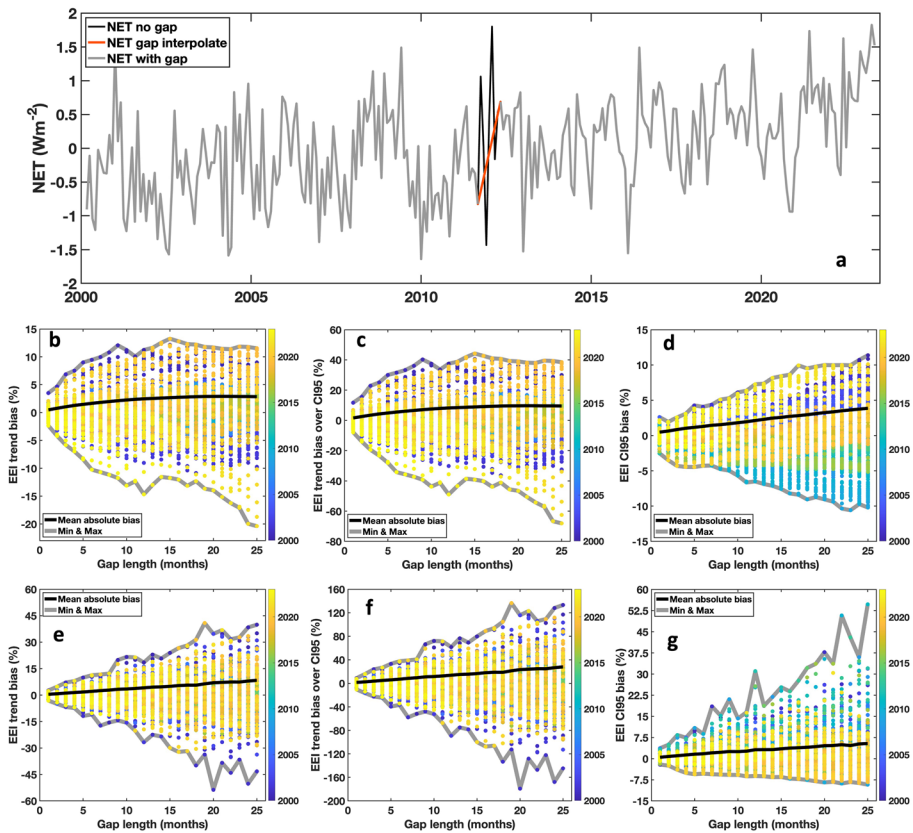 2
1.5
1
0.5
0
-0.5
-1
-1.5
-2
NET (Wm⁻²)
NET no gap
NET gap interpolate
NET with gap
a
2000 2005 2010 2015 2020
b
15
10
5
0
-5
-10
-15
-20
EEI trend bias (%)
Mean absolute bias
Min & Max
0 5 10 15 20 25
Gap length (months)
2020
2015
2010
2005
2000
c
60
40
20
0
-20
-40
-60
-80
EEI trend bias over CI95 (%)
Mean absolute bias
Min & Max
0 5 10 15 20 25
Gap length (months)
2020
2015
2010
2005
2000
d
15
10
5
0
-5
-10
-15
EEI CI95 bias (%)
Mean absolute bias
Min & Max
0 5 10 15 20 25
Gap length (months)
2020
2015
2010
2005
2000
e
60
45
30
15
0
-15
-30
-45
-60
EEI trend bias (%)
Mean absolute bias
Min & Max
0 5 10 15 20 25
Gap length (months)
2020
2015
2010
2005
2000
f
160
120
80
40
0
-40
-80
-120
-160
-200
EEI trend bias over CI95 (%)
Mean absolute bias
Min & Max
0 5 10 15 20 25
Gap length (months)
2020
2015
2010
2005
2000
g
60
52.5
45
37.5
30
22.5
15
7.5
0
-7.5
-15
EEI CI95 bias (%)
Mean absolute bias
Min & Max
0 5 10 15 20 25
Gap length (months)
2020
2015
2010
2005
2000